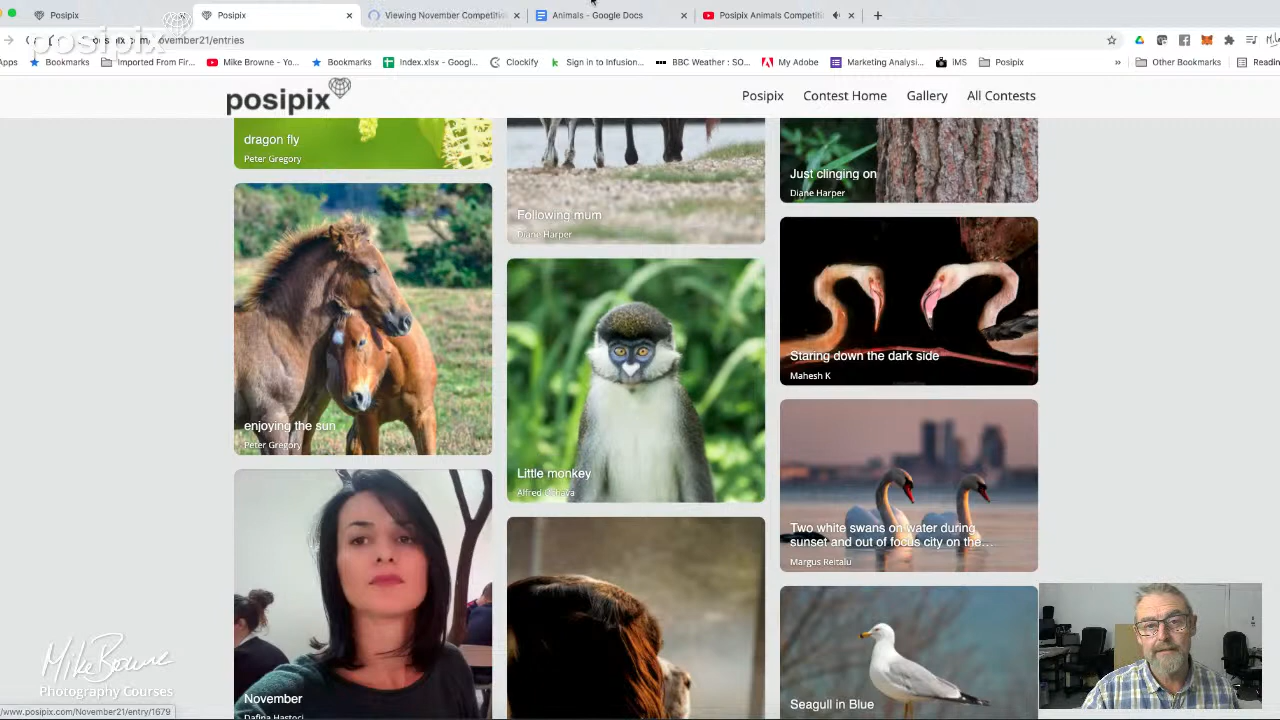 Posipix
Viewing November Competiti
Animals - Google Docs
Posipix Animals Competiti
posipix
vember21/entries
Apps
Bookmarks
Imported From Fir...
Mike Browne - Yo...
Bookmarks
Index.xlsx - Googl...
Clockify
Sign in to Infusion...
BBC Weather : SO...
My Adobe
Marketing Analysi...
iMS
Posipix
»
Other Bookmarks
Readin
posipix
Posipix
Contest Home
Gallery
All Contests
dragon fly
Peter Gregory
Following mum
Diane Harper
Just clinging on
Diane Harper
enjoying the sun
Peter Gregory
Little monkey
Staring down the dark side
Mahesh K
Two white swans on water during
sunset and out of focus city on the...
Margus Reitalu
November
Seagull in Blue
Mike Browne
Photography Courses
/www.posipix.com/November21/entry/1679